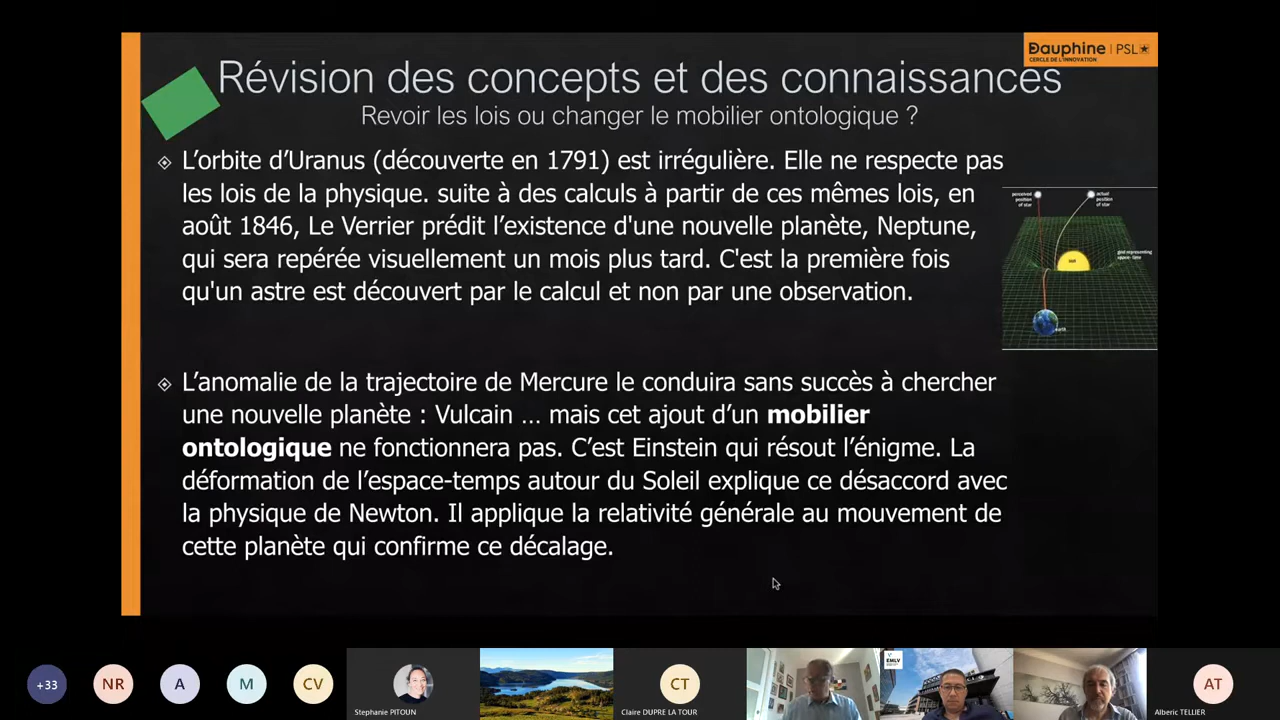 Dauphine | PSL★
CERCLE DE L'INNOVATION
Révision des concepts et des connaissances
Revoir les lois ou changer le mobilier ontologique ?
L'orbite d'Uranus (découverte en 1791) est irrégulière. Elle ne respecte pas
les lois de la physique. suite à des calculs à partir de ces mêmes lois, en
août 1846, Le Verrier prédit l'existence d'une nouvelle planète, Neptune,
qui sera repérée visuellement un mois plus tard. C'est la première fois
qu'un astre est découvert par le calcul et non par une observation.
perceived
position
of star
actual
position
of star
grid representing
space-time
sun
earth
L'anomalie de la trajectoire de Mercure le conduira sans succès à chercher
une nouvelle planète : Vulcain … mais cet ajout d'un mobilier
ontologique ne fonctionnera pas. C'est Einstein qui résout l'énigme. La
déformation de l'espace-temps autour du Soleil explique ce désaccord avec
la physique de Newton. Il applique la relativité générale au mouvement de
cette planète qui confirme ce décalage.
+33
NR
A
M
CV
Stephanie PITOUN
CT
Claire DUPRE LA TOUR
EMLV
AT
Alberic TELLIER